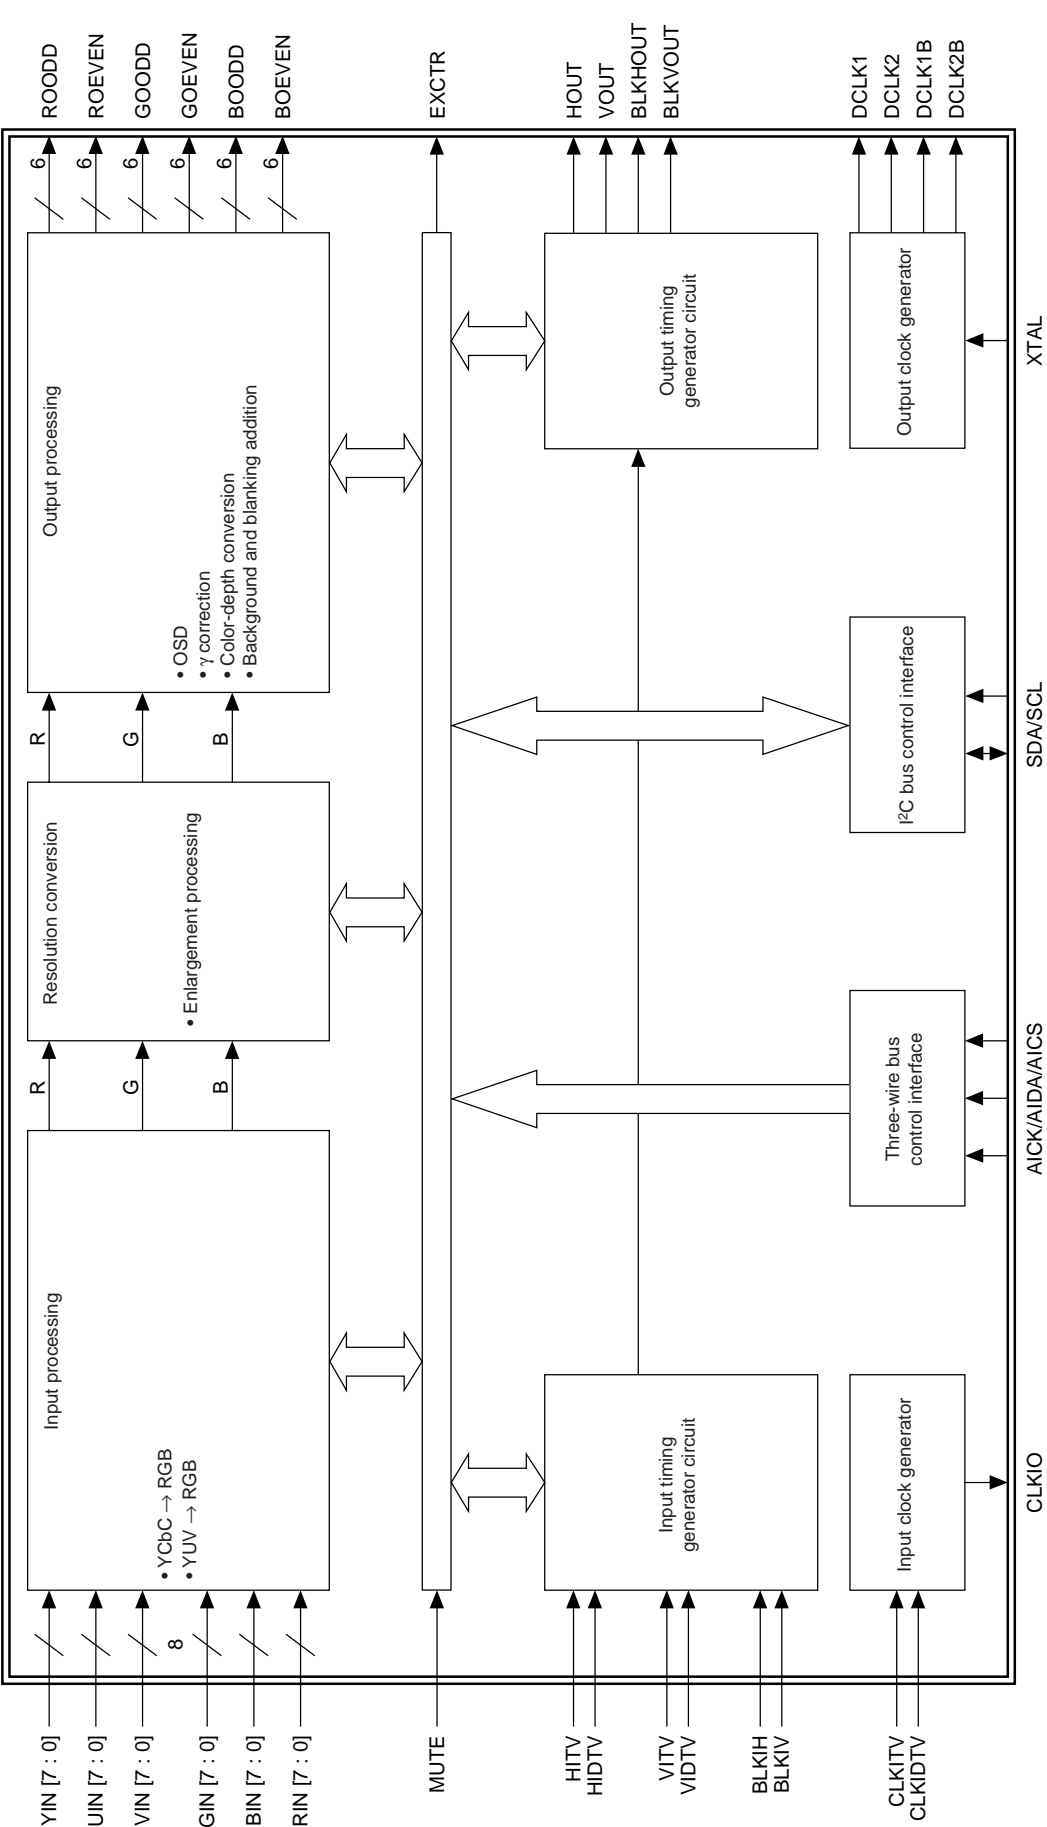 YIN [7 : 0]
UIN [7 : 0]
VIN [7 : 0]
GIN [7 : 0]
BIN [7 : 0]
RIN [7 : 0]
8
Input processing
• YCbC → RGB
• YUV → RGB
R
G
B
Resolution conversion
• Enlargement processing
R
G
B
Output processing
• OSD
• γ correction
• Color-depth conversion
• Background and blanking addition
6
6
6
6
6
6
ROODD
ROEVEN
GOODD
GOEVEN
BOODD
BOEVEN
MUTE
EXCTR
HITV
HIDTV
VITV
VIDTV
BLKIH
BLKIV
Input timing
generator circuit
Output timing
generator circuit
HOUT
VOUT
BLKHOUT
BLKVOUT
CLKITV
CLKIDTV
Input clock generator
Three-wire bus
control interface
I²C bus control interface
Output clock generator
DCLK1
DCLK2
DCLK1B
DCLK2B
CLKIO
AICK/AIDA/AICS
SDA/SCL
XTAL